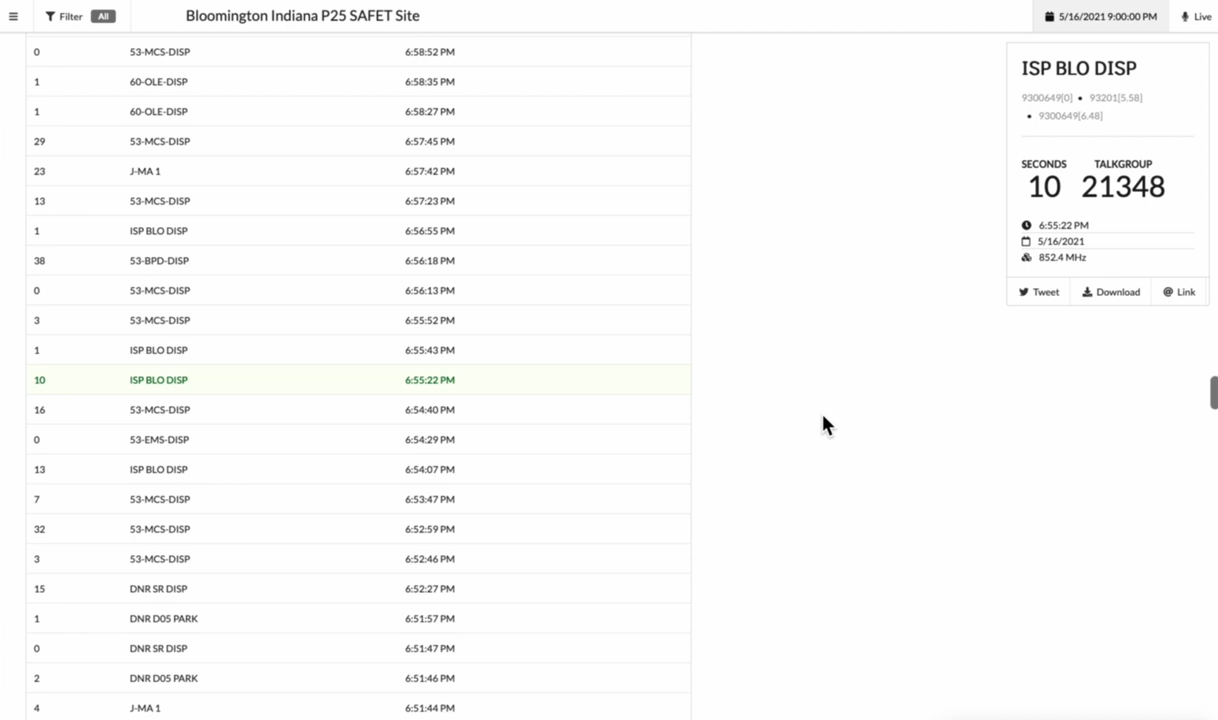 Filter All Bloomington Indiana P25 SAFET Site 5/16/2021 9:00:00 PM Live
0 53-MCS-DISP 6:58:52 PM
1 60-OLE-DISP 6:58:35 PM
1 60-OLE-DISP 6:58:27 PM
29 53-MCS-DISP 6:57:45 PM
23 J-MA 1 6:57:42 PM
13 53-MCS-DISP 6:57:23 PM
1 ISP BLO DISP 6:56:55 PM
38 53-BPD-DISP 6:56:18 PM
0 53-MCS-DISP 6:56:13 PM
3 53-MCS-DISP 6:55:52 PM
1 ISP BLO DISP 6:55:43 PM
10 ISP BLO DISP 6:55:22 PM
16 53-MCS-DISP 6:54:40 PM
0 53-EMS-DISP 6:54:29 PM
13 ISP BLO DISP 6:54:07 PM
7 53-MCS-DISP 6:53:47 PM
32 53-MCS-DISP 6:52:59 PM
3 53-MCS-DISP 6:52:46 PM
15 DNR SR DISP 6:52:27 PM
1 DNR D05 PARK 6:51:57 PM
0 DNR SR DISP 6:51:47 PM
2 DNR D05 PARK 6:51:46 PM
4 J-MA 1 6:51:44 PM
ISP BLO DISP
9300649[0] • 93201[5.58]
• 9300649[6.48]
SECONDS TALKGROUP
10 21348
6:55:22 PM
5/16/2021
852.4 MHz
Tweet Download @ Link